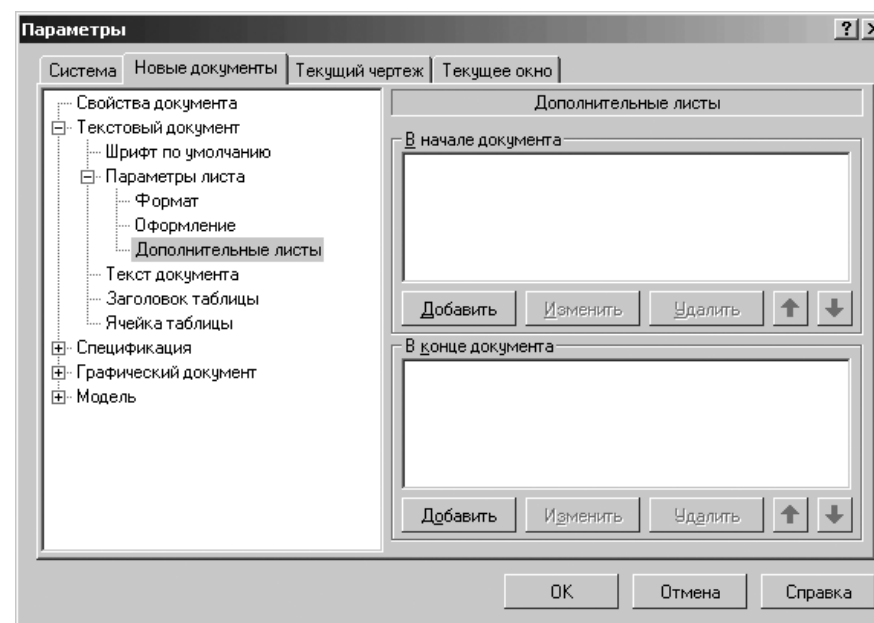 Параметры
Система Новые документы Текущий чертеж Текущее окно
Свойства документа
Текстовый документ
Шрифт по умолчанию
Параметры листа
Формат
Оформление
Дополнительные листы
Текст документа
Заголовок таблицы
Ячейка таблицы
Спецификация
Графический документ
Модель
Дополнительные листы
В начале документа
Добавить Изменить Удалить
В конце документа
Добавить Изменить Удалить
ОК Отмена Справка